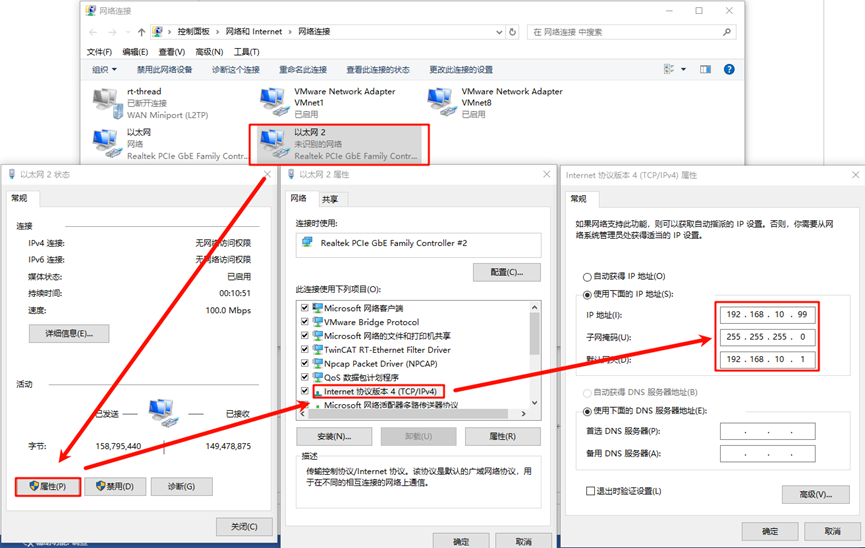 网络连接
控制面板 > 网络和 Internet > 网络连接
在 网络连接 中搜索
文件(F) 编辑(E) 查看(V) 高级(N) 工具(T)
组织 禁用此网络设备 诊断这个连接 重命名此连接 查看此连接的状态 更改此连接的设置
rt-thread
已断开连接
WAN Miniport (L2TP)
VMware Network Adapter
VMnet1
已启用
VMware Network Adapter
VMnet8
已启用
以太网
网络
Realtek PCIe GbE Family Contr...
以太网 2
未识别的网络
Realtek PCIe GbE Family Contr...
以太网 2 状态
常规
连接
IPv4 连接: 无网络访问权限
IPv6 连接: 无网络访问权限
媒体状态: 已启用
持续时间: 00:10:51
速度: 100.0 Mbps
详细信息(E)...
活动
已发送 — — 已接收
字节: 158,795,440 149,478,875
属性(P) 禁用(D) 诊断(G)
关闭(C)
以太网 2 属性
网络 共享
连接时使用:
Realtek PCIe GbE Family Controller #2
配置(C)...
此连接使用下列项目(O):
Microsoft 网络客户端
VMware Bridge Protocol
Microsoft 网络的文件和打印机共享
TwinCAT RT-Ethernet Filter Driver
Npcap Packet Driver (NPCAP)
QoS 数据包计划程序
Internet 协议版本 4 (TCP/IPv4)
Microsoft 网络适配器多路传送器协议
安装(N)... 卸载(U) 属性(R)
描述
传输控制协议/Internet 协议。该协议是默认的广域网络协议，用
于在不同的相互连接的网络上通信。
确定 取消
Internet 协议版本 4 (TCP/IPv4) 属性
常规
如果网络支持此功能，则可以获取自动指派的 IP 设置。否则，你需要从
网络系统管理员处获得适当的 IP 设置。
自动获得 IP 地址(O)
使用下面的 IP 地址(S):
IP 地址(I): 192 . 168 . 10 . 99
子网掩码(U): 255 . 255 . 255 . 0
默认网关(D): 192 . 168 . 10 . 1
自动获得 DNS 服务器地址(B)
使用下面的 DNS 服务器地址(E):
首选 DNS 服务器(P): . . .
备用 DNS 服务器(A): . . .
退出时验证设置(L)
高级(V)...
确定 取消